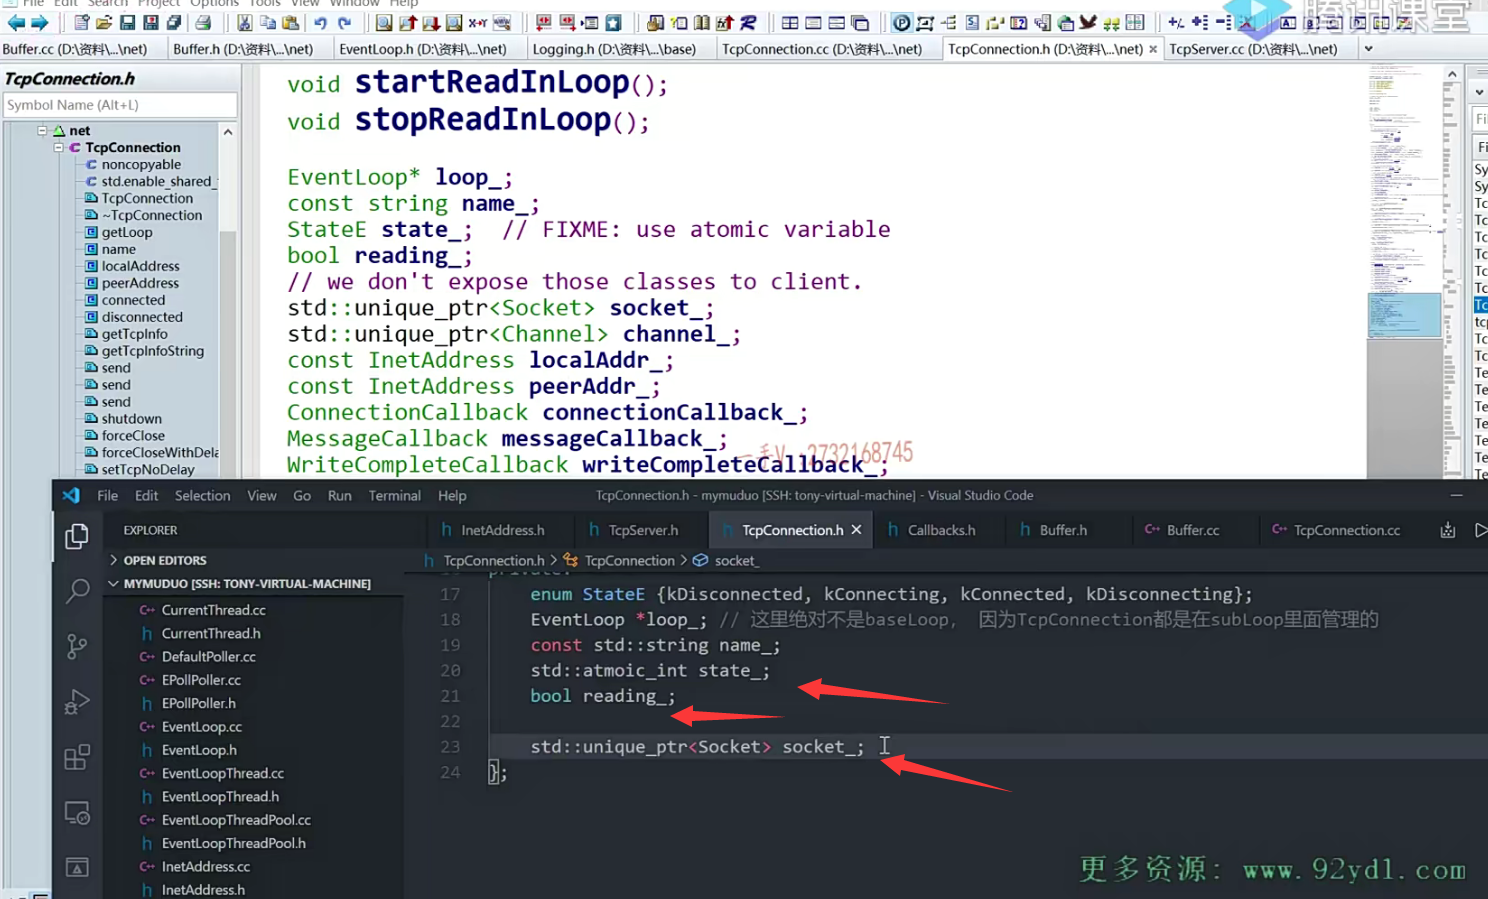 File Edit Search Project Options Tools View Window Help
腾讯课堂
Buffer.cc (D:\资料\...\net) Buffer.h (D:\资料\...\net) EventLoop.h (D:\资料\...\net) Logging.h (D:\资料\...\base) TcpConnection.cc (D:\资料\...\net) TcpConnection.h (D:\资料\...\net) TcpServer.cc (D:\资料\...\net)
TcpConnection.h
Symbol Name (Alt+L)
net
TcpConnection
noncopyable
std.enable_shared_
TcpConnection
~TcpConnection
getLoop
name
localAddress
peerAddress
connected
disconnected
getTcpInfo
getTcpInfoString
send
send
send
shutdown
forceClose
forceCloseWithDela
setTcpNoDelay
void startReadInLoop();
void stopReadInLoop();
EventLoop* loop_;
const string name_;
StateE state_; // FIXME: use atomic variable
bool reading_;
// we don't expose those classes to client.
std::unique_ptr<Socket> socket_;
std::unique_ptr<Channel> channel_;
const InetAddress localAddr_;
const InetAddress peerAddr_;
ConnectionCallback connectionCallback_;
MessageCallback messageCallback_;
WriteCompleteCallback writeCompleteCallback_;
一手V :2732168745
File Edit Selection View Go Run Terminal Help
TcpConnection.h - mymuduo [SSH: tony-virtual-machine] - Visual Studio Code
EXPLORER
InetAddress.h TcpServer.h TcpConnection.h Callbacks.h Buffer.h Buffer.cc TcpConnection.cc
OPEN EDITORS
TcpConnection.h > TcpConnection > socket_
MYMUDUO [SSH: TONY-VIRTUAL-MACHINE]
CurrentThread.cc
CurrentThread.h
DefaultPoller.cc
EPollPoller.cc
EPollPoller.h
EventLoop.cc
EventLoop.h
EventLoopThread.cc
EventLoopThread.h
EventLoopThreadPool.cc
EventLoopThreadPool.h
InetAddress.cc
InetAddress.h
private:
17 enum StateE {kDisconnected, kConnecting, kConnected, kDisconnecting};
18 EventLoop *loop_; // 这里绝对不是baseLoop， 因为TcpConnection都是在subLoop里面管理的
19 const std::string name_;
20 std::atmoic_int state_;
21 bool reading_;
22
23 std::unique_ptr<Socket> socket_;
24 };
更多资源：www.92ydl.com